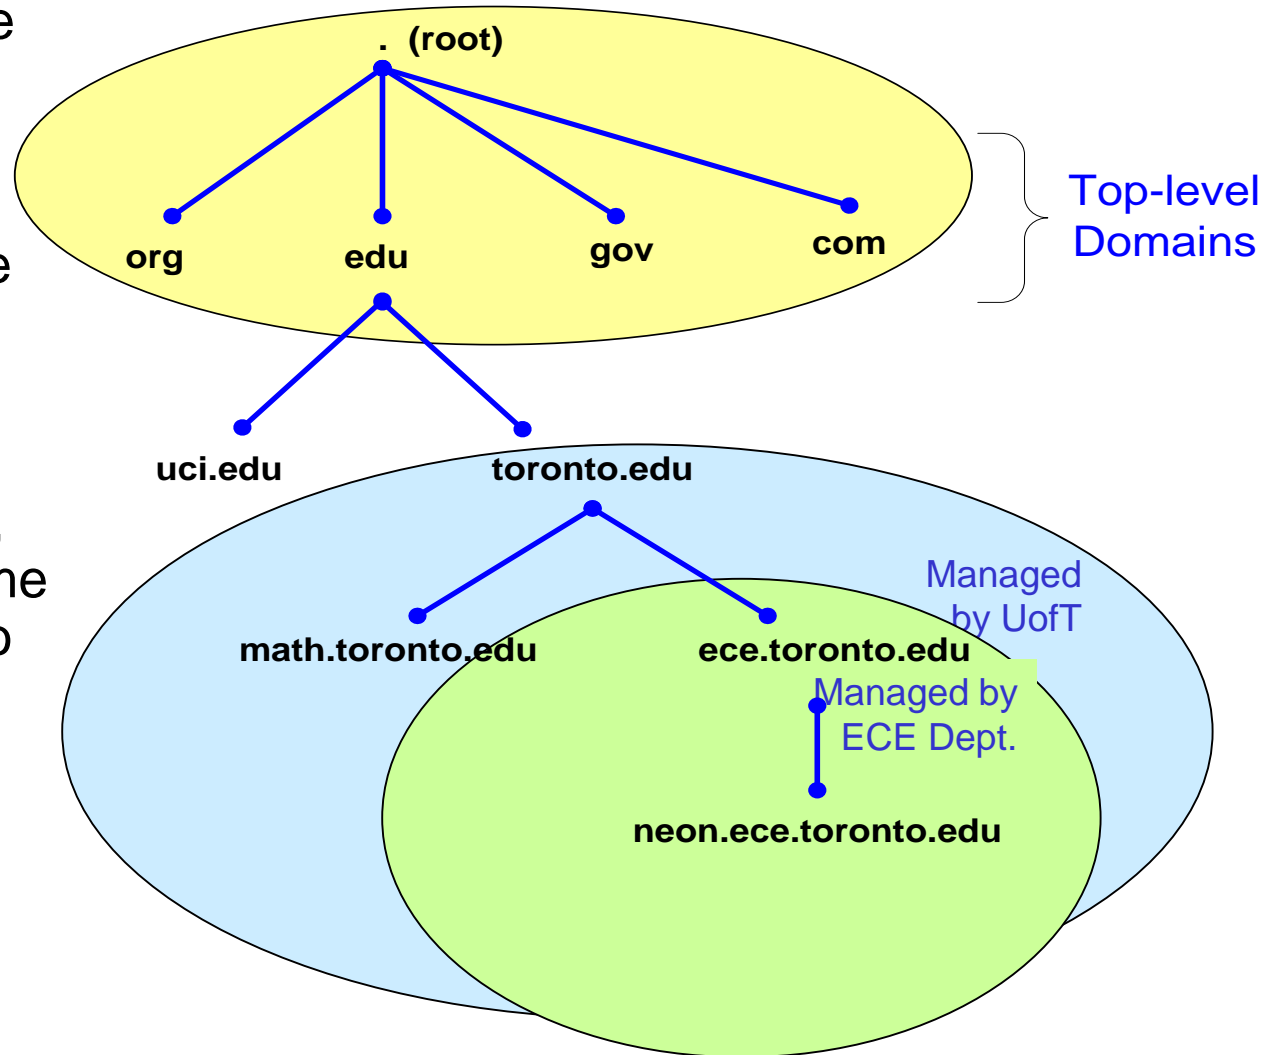 . (root)
org edu gov com
Top-level
Domains
uci.edu toronto.edu
Managed
by UofT
math.toronto.edu ece.toronto.edu
Managed by
ECE Dept.
neon.ece.toronto.edu